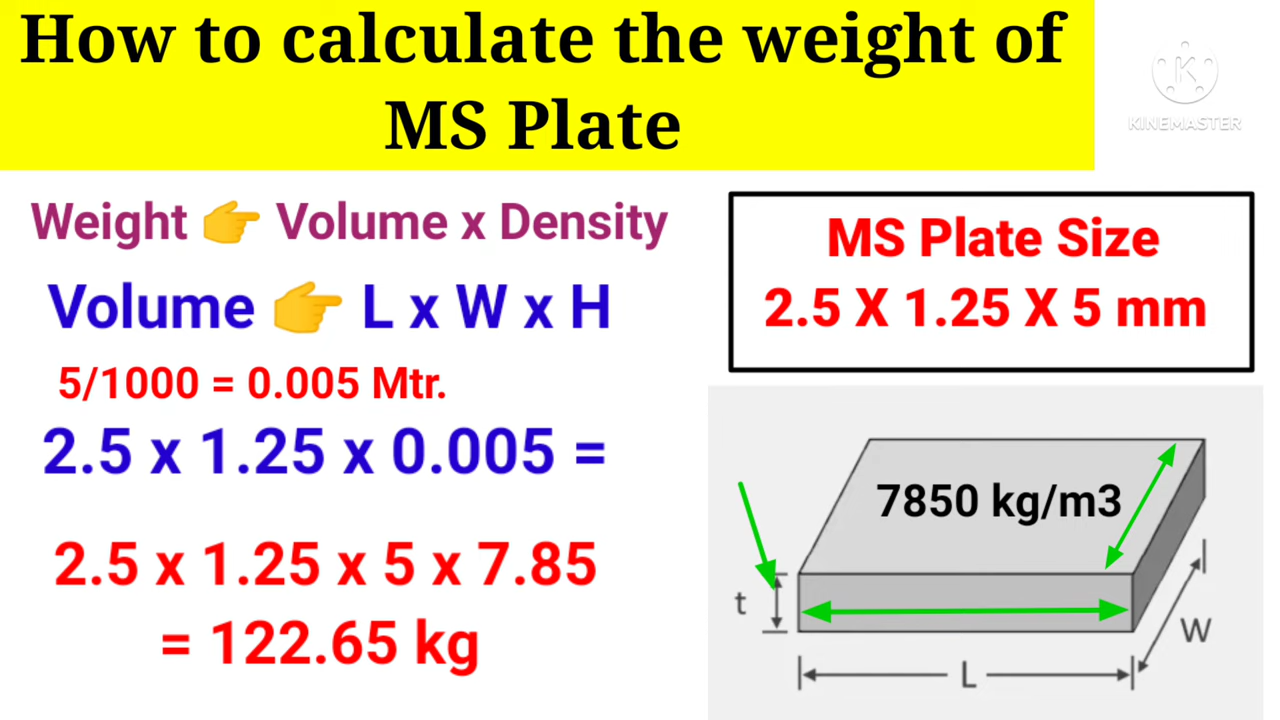 How to calculate the weight of
MS Plate
KINEMASTER
Weight 👉 Volume x Density
Volume 👉 L x W x H
5/1000 = 0.005 Mtr.
2.5 x 1.25 x 0.005 =
2.5 x 1.25 x 5 x 7.85
= 122.65 kg
MS Plate Size
2.5 X 1.25 X 5 mm
7850 kg/m3
t
W
L